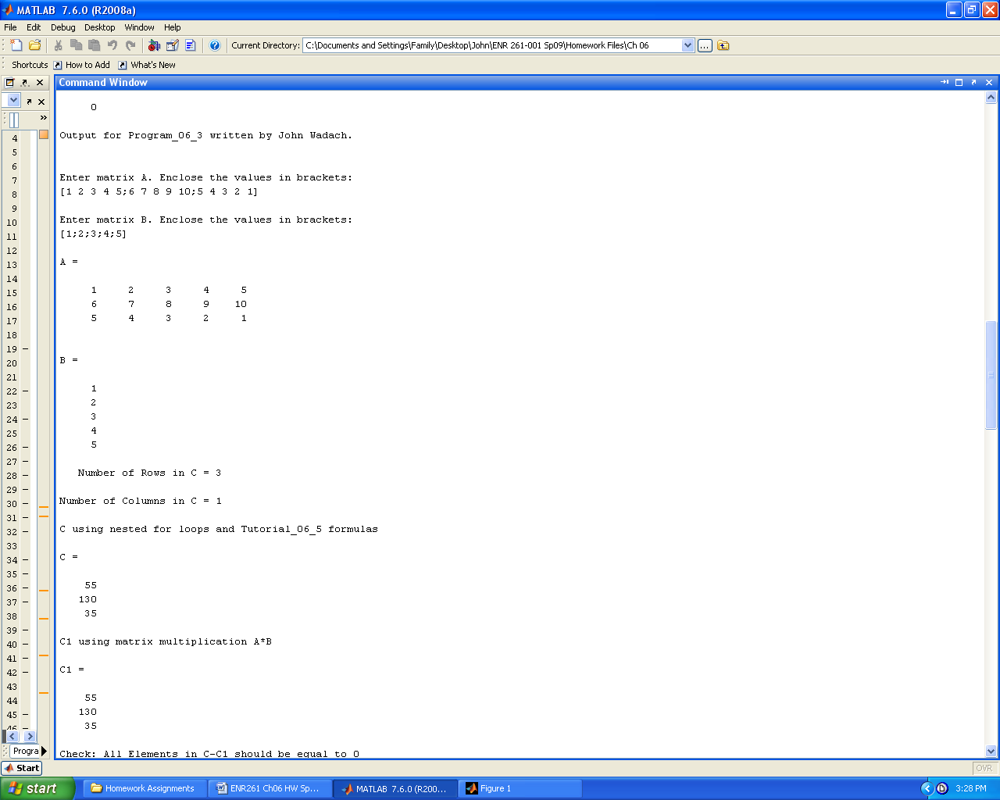 MATLAB 7.6.0 (R2008a)
File Edit Debug Desktop Window Help
Current Directory: C:\Documents and Settings\Family\Desktop\John\ENR 261-001 Sp09\Homework Files\Ch 06 ...
Shortcuts How to Add What's New
Command Window
0
Output for Program_06_3 written by John Wadach.
Enter matrix A. Enclose the values in brackets:
[1 2 3 4 5;6 7 8 9 10;5 4 3 2 1]
Enter matrix B. Enclose the values in brackets:
[1;2;3;4;5]
A =
1 2 3 4 5
6 7 8 9 10
5 4 3 2 1
B =
1
2
3
4
5
Number of Rows in C = 3
Number of Columns in C = 1
C using nested for loops and Tutorial_06_5 formulas
C =
55
130
35
C1 using matrix multiplication A*B
C1 =
55
130
35
Check: All Elements in C-C1 should be equal to 0
»
4
5
6
7
8
9
10
11
12
13
14
15
16
17
18
19 –
20
21
22 –
23
24 –
25
26 –
27 –
28 –
29 –
30 –
31 –
32 –
33
34 –
35 –
36 –
37 –
38
39 –
40 –
41 –
42 –
43
44
45 –
46 –
Progra
Start
OVR
start Homework Assignments ENR261 Ch06 HW Sp... MATLAB 7.6.0 (R200... Figure 1 3:28 PM